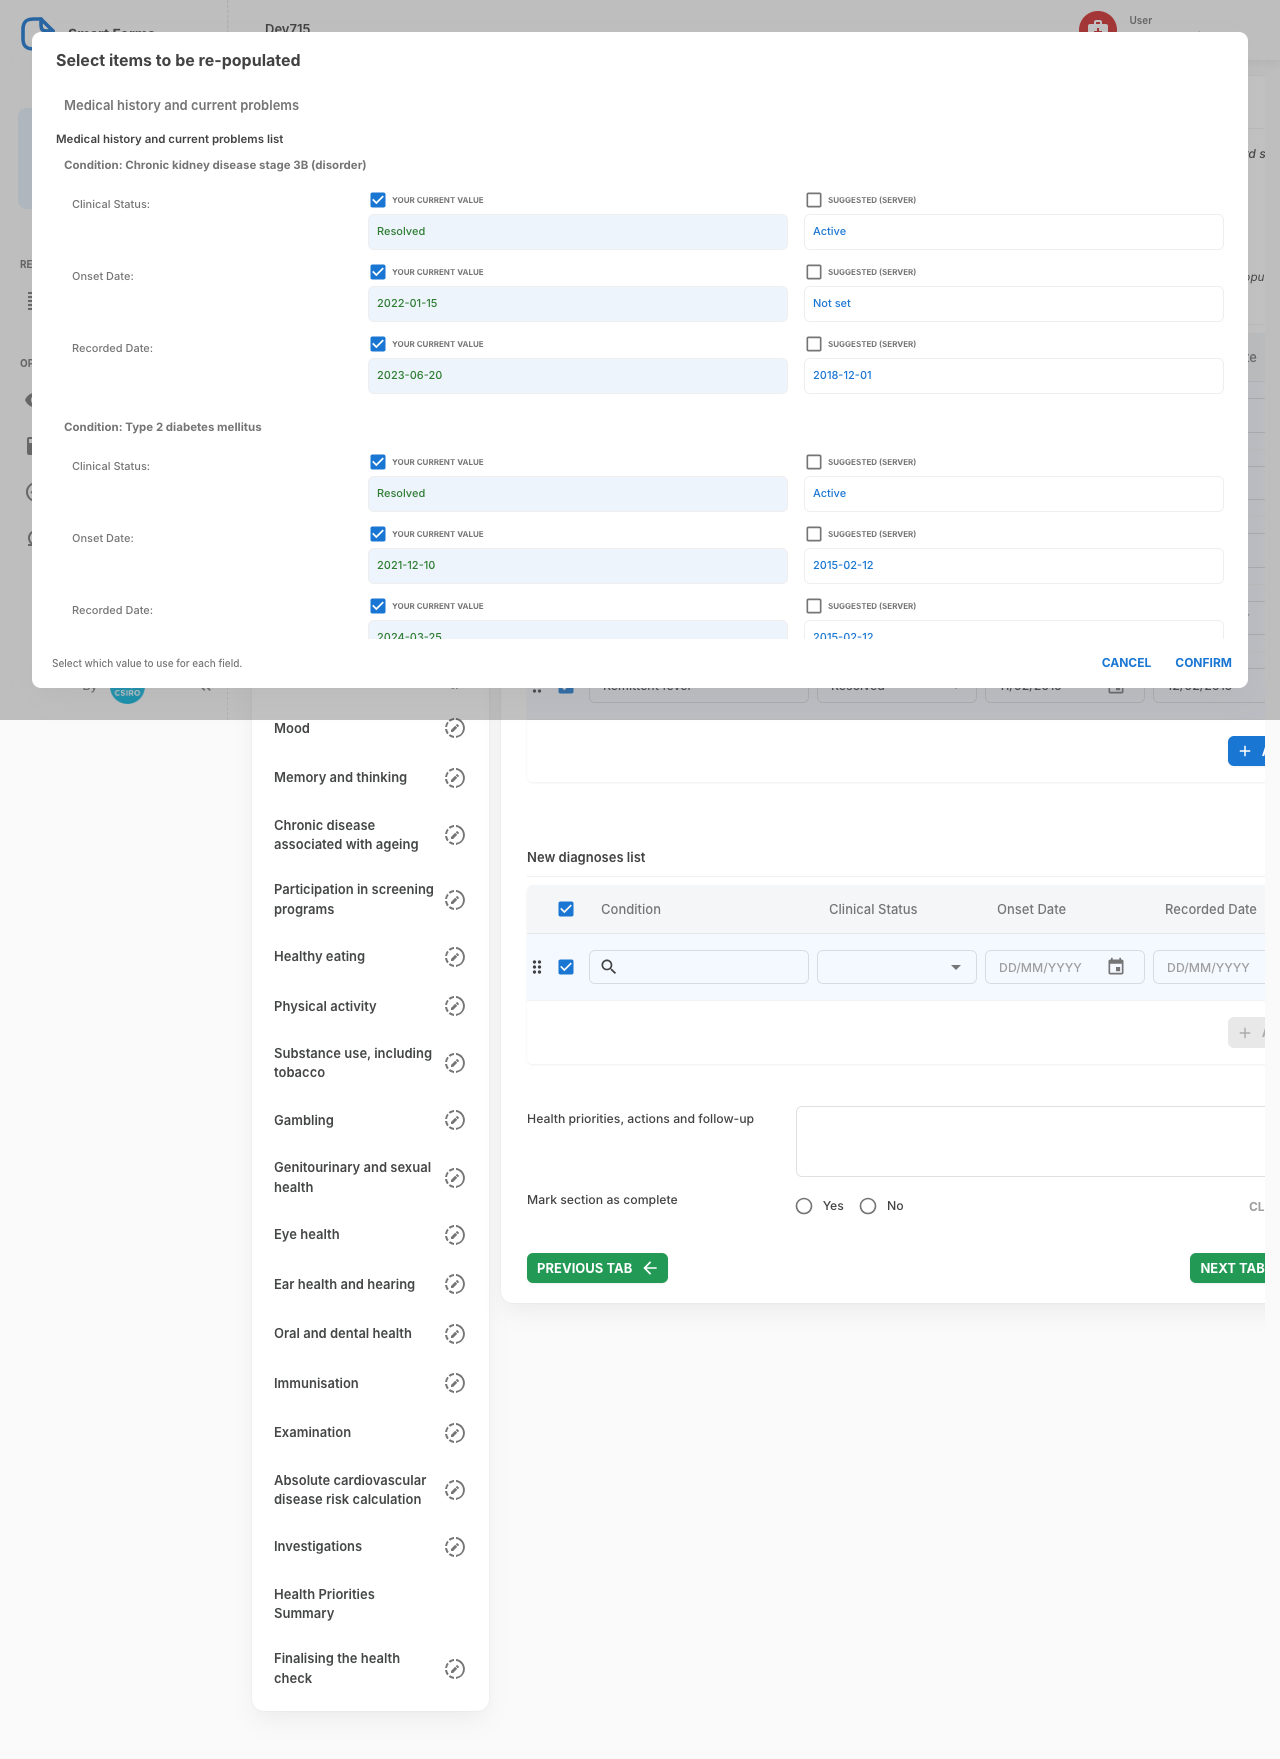 Dev715
User
Select items to be re-populated
Medical history and current problems
Medical history and current problems list
Condition: Chronic kidney disease stage 3B (disorder)
Clinical Status:
YOUR CURRENT VALUE
SUGGESTED (SERVER)
Resolved
Active
Onset Date:
YOUR CURRENT VALUE
SUGGESTED (SERVER)
2022-01-15
Not set
Recorded Date:
YOUR CURRENT VALUE
SUGGESTED (SERVER)
2023-06-20
2018-12-01
Condition: Type 2 diabetes mellitus
Clinical Status:
YOUR CURRENT VALUE
SUGGESTED (SERVER)
Resolved
Active
Onset Date:
YOUR CURRENT VALUE
SUGGESTED (SERVER)
2021-12-10
2015-02-12
Recorded Date:
YOUR CURRENT VALUE
SUGGESTED (SERVER)
2024-03-25
2015-02-12
Select which value to use for each field.
CANCEL
CONFIRM
By
CSIRO
Mood
Memory and thinking
Chronic disease
associated with ageing
Participation in screening
programs
Healthy eating
Physical activity
Substance use, including
tobacco
Gambling
Genitourinary and sexual
health
Eye health
Ear health and hearing
Oral and dental health
Immunisation
Examination
Absolute cardiovascular
disease risk calculation
Investigations
Health Priorities
Summary
Finalising the health
check
New diagnoses list
Condition
Clinical Status
Onset Date
Recorded Date
DD/MM/YYYY
DD/MM/YYYY
Health priorities, actions and follow-up
Mark section as complete
Yes
No
CL
PREVIOUS TAB
NEXT TAB